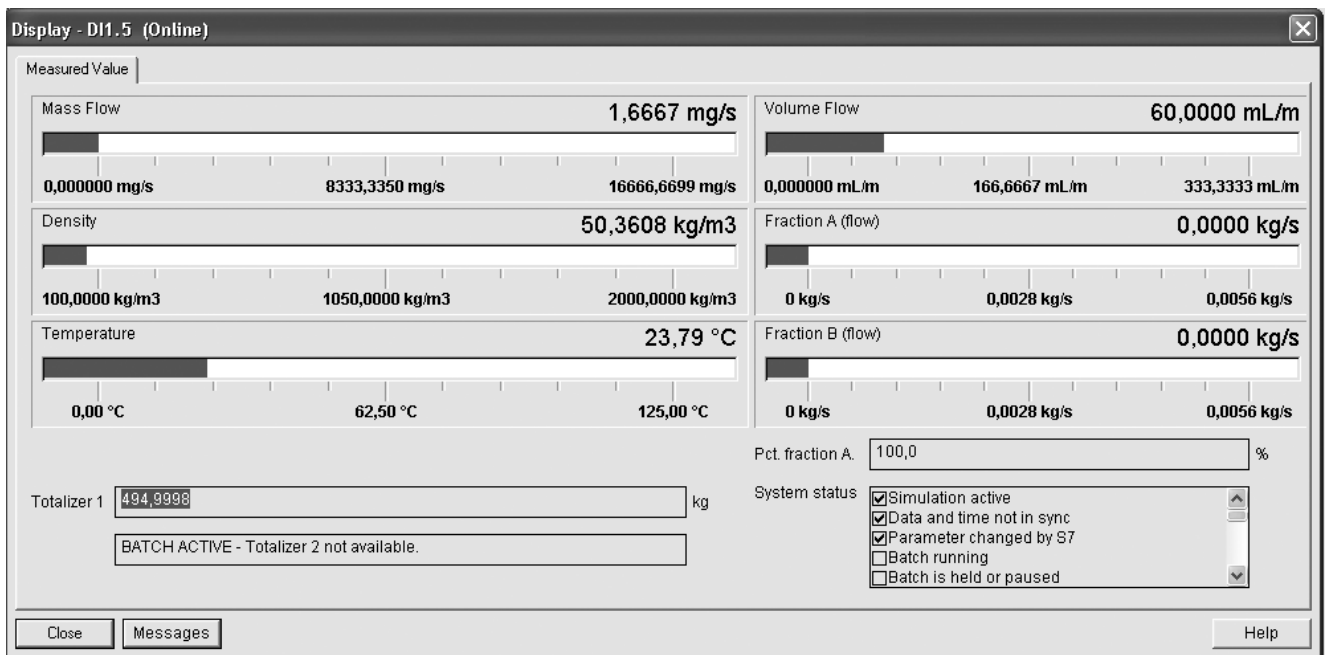 Display - DI1.5 (Online)
Measured Value
Mass Flow 1,6667 mg/s
0,000000 mg/s 8333,3350 mg/s 16666,6699 mg/s
Volume Flow 60,0000 mL/m
0,000000 mL/m 166,6667 mL/m 333,3333 mL/m
Density 50,3608 kg/m3
100,0000 kg/m3 1050,0000 kg/m3 2000,0000 kg/m3
Fraction A (flow) 0,0000 kg/s
0 kg/s 0,0028 kg/s 0,0056 kg/s
Temperature 23,79 °C
0,00 °C 62,50 °C 125,00 °C
Fraction B (flow) 0,0000 kg/s
0 kg/s 0,0028 kg/s 0,0056 kg/s
Pct. fraction A. 100,0 %
Totalizer 1 494,9998 kg
BATCH ACTIVE - Totalizer 2 not available.
System status
Simulation active
Data and time not in sync
Parameter changed by S7
Batch running
Batch is held or paused
Close Messages Help